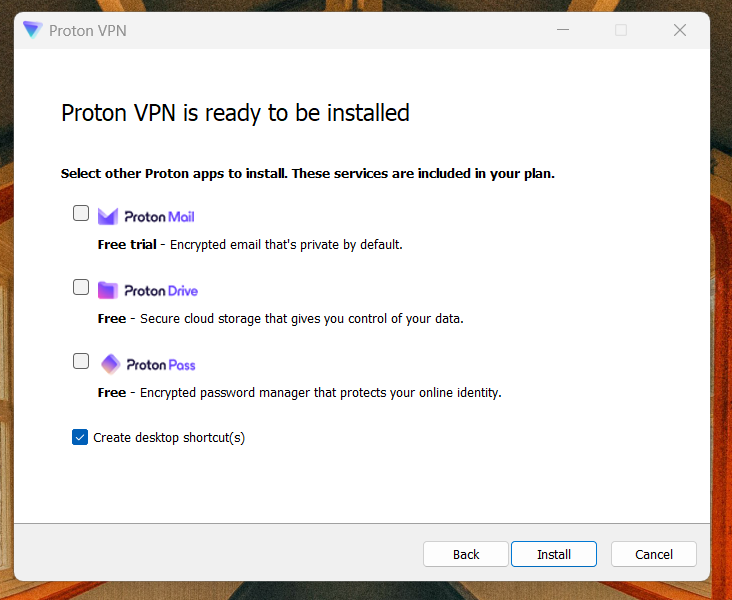 Proton VPN
Proton VPN is ready to be installed
Select other Proton apps to install. These services are included in your plan.
Proton Mail
Free trial - Encrypted email that's private by default.
Proton Drive
Free - Secure cloud storage that gives you control of your data.
Proton Pass
Free - Encrypted password manager that protects your online identity.
Create desktop shortcut(s)
Back Install Cancel